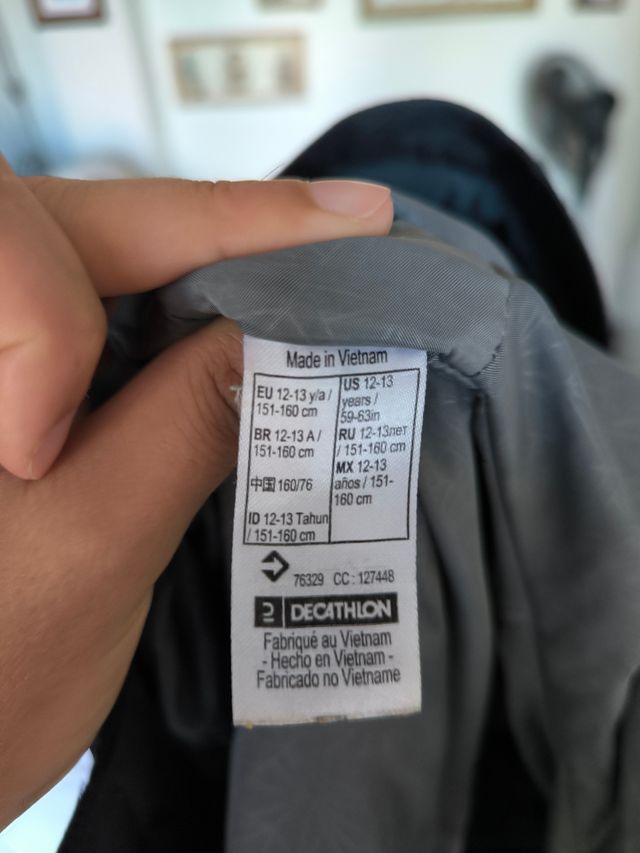 Made in Vietnam
EU 12-13 y/a /
151-160 cm
BR 12-13 A /
151-160 cm
中国 160/76
ID 12-13 Tahun
/ 151-160 cm
US 12-13
years /
59-63in
RU 12-13лет
/ 151-160 cm
MX 12-13
años / 151-
160 cm
76329 CC : 127448
DECATHLON
Fabriqué au Vietnam
- Hecho en Vietnam -
Fabricado no Vietname